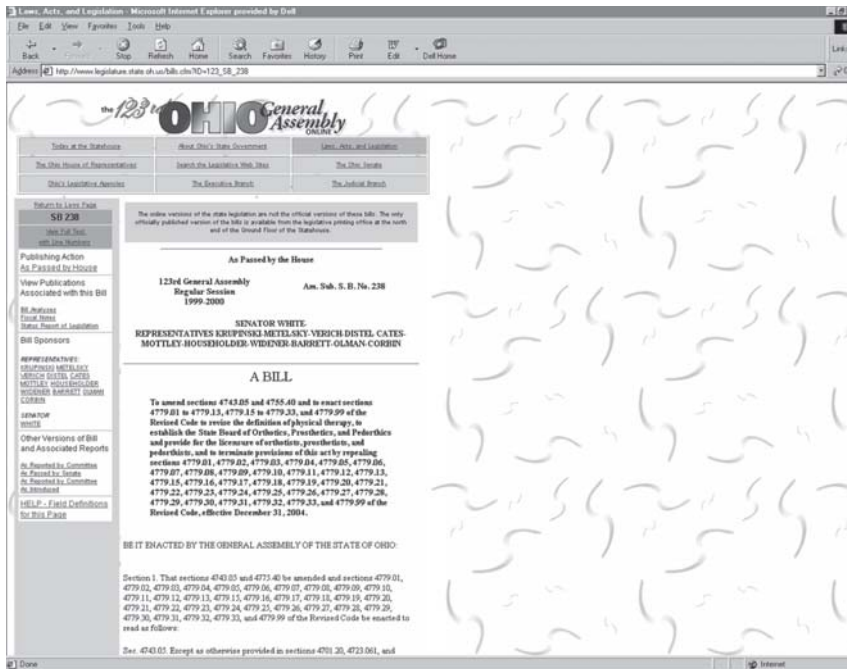 Laws, Acts, and Legislation - Microsoft Internet Explorer provided by Dell
File Edit View Favorites Tools Help
Back Stop Refresh Home Search Favorites History Print Edit Dell Home
Links
Address http://www.legislature.state.oh.us/bills.cfm?ID=123_SB_238
the 123rd OHIO General
Assembly
ONLINE
Today at the Statehouse About Ohio's State Government Laws, Acts, and Legislation
The Ohio House of Representatives Search the Legislative Web Sites The Ohio Senate
Ohio's Legislative Agencies The Executive Branch The Judicial Branch
Return to Laws Page
SB 238
View Full Text
with Line Numbers
Publishing Action
As Passed by House
View Publications
Associated with this Bill
Bill Analyses
Fiscal Notes
Status Report of Legislation
Bill Sponsors
REPRESENTATIVES:
KRUPINSKI METELSKY
VERICH DISTEL CATES
MOTTLEY HOUSEHOLDER
WIDENER BARRETT OLMAN
CORBIN
SENATOR
WHITE
Other Versions of Bill
and Associated Reports
As Reported by Committee
As Passed by Senate
As Reported by Committee
As Introduced
HELP - Field Definitions
for this Page
The online versions of the state legislation are not the official versions of these bills. The only
officially published version of the bills is available from the legislative printing office at the north
end of the Ground Floor of the Statehouse.
As Passed by the House
123rd General Assembly
Regular Session
1999-2000
Am. Sub. S. B. No. 238
SENATOR WHITE-
REPRESENTATIVES KRUPINSKI-METELSKY-VERICH-DISTEL-CATES-
MOTTLEY-HOUSEHOLDER-WIDENER-BARRETT-OLMAN-CORBIN
A BILL
To amend sections 4743.05 and 4755.40 and to enact sections
4779.01 to 4779.13, 4779.15 to 4779.33, and 4779.99 of the
Revised Code to revise the definition of physical therapy, to
establish the State Board of Orthotics, Prosthetics, and Pedorthics
and provide for the licensure of orthotists, prosthetists, and
pedorthists, and to terminate provisions of this act by repealing
sections 4779.01, 4779.02, 4779.03, 4779.04, 4779.05, 4779.06,
4779.07, 4779.08, 4779.09, 4779.10, 4779.11, 4779.12, 4779.13,
4779.15, 4779.16, 4779.17, 4779.18, 4779.19, 4779.20, 4779.21,
4779.22, 4779.23, 4779.24, 4779.25, 4779.26, 4779.27, 4779.28,
4779.29, 4779.30, 4779.31, 4779.32, 4779.33, and 4779.99 of the
Revised Code, effective December 31, 2004.
BE IT ENACTED BY THE GENERAL ASSEMBLY OF THE STATE OF OHIO:
Section 1. That sections 4743.05 and 4755.40 be amended and sections 4779.01,
4779.02, 4779.03, 4779.04, 4779.05, 4779.06, 4779.07, 4779.08, 4779.09, 4779.10,
4779.11, 4779.12, 4779.13, 4779.15, 4779.16, 4779.17, 4779.18, 4779.19, 4779.20,
4779.21, 4779.22, 4779.23, 4779.24, 4779.25, 4779.26, 4779.27, 4779.28, 4779.29,
4779.30, 4779.31, 4779.32, 4779.33, and 4779.99 of the Revised Code be enacted to
read as follows:
Sec. 4743.05. Except as otherwise provided in sections 4701.20, 4723.061, and
Done
Internet